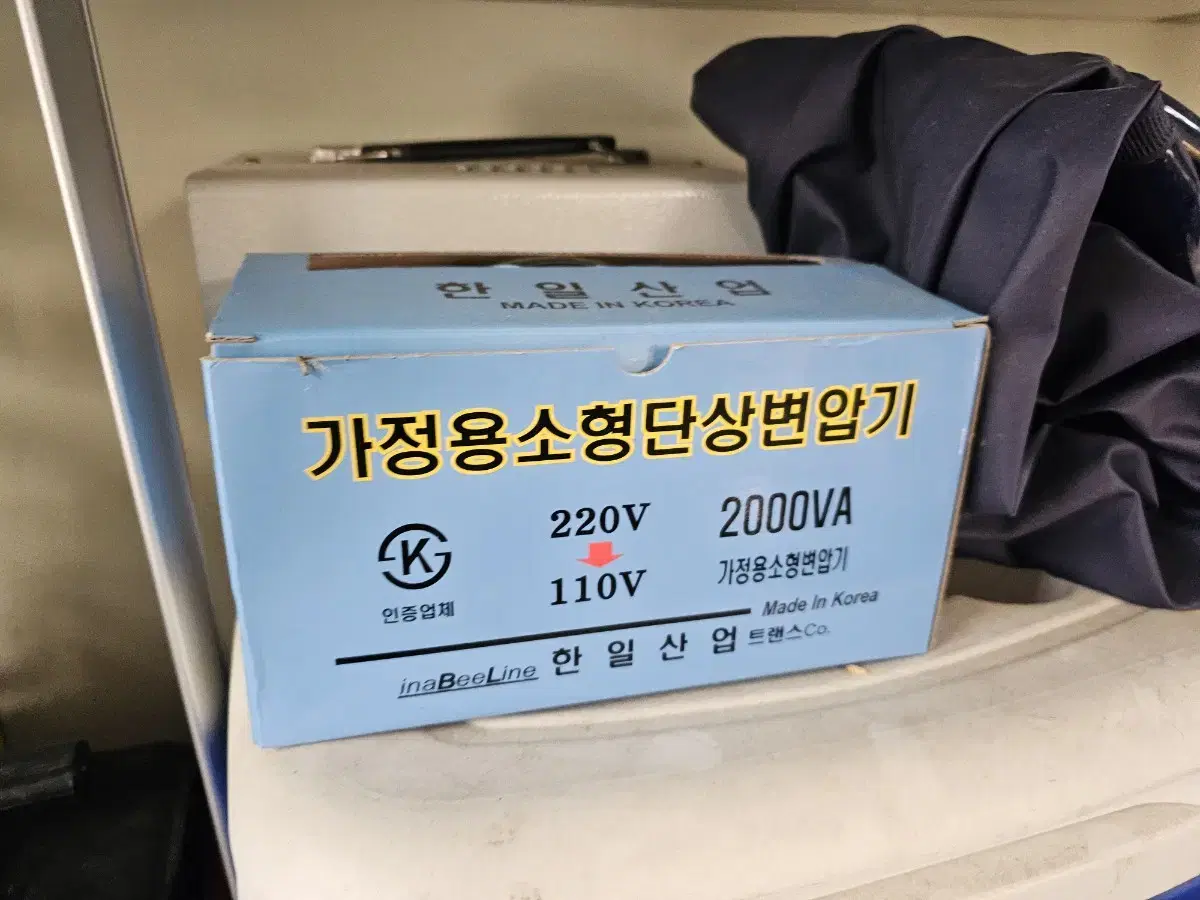 한일산업
MADE IN KOREA
가정용소형단상변압기
K
인증업체
220V
110V
2000VA
가정용소형변압기
Made In Korea
inaBeeLine 한일산업트랜스Co.